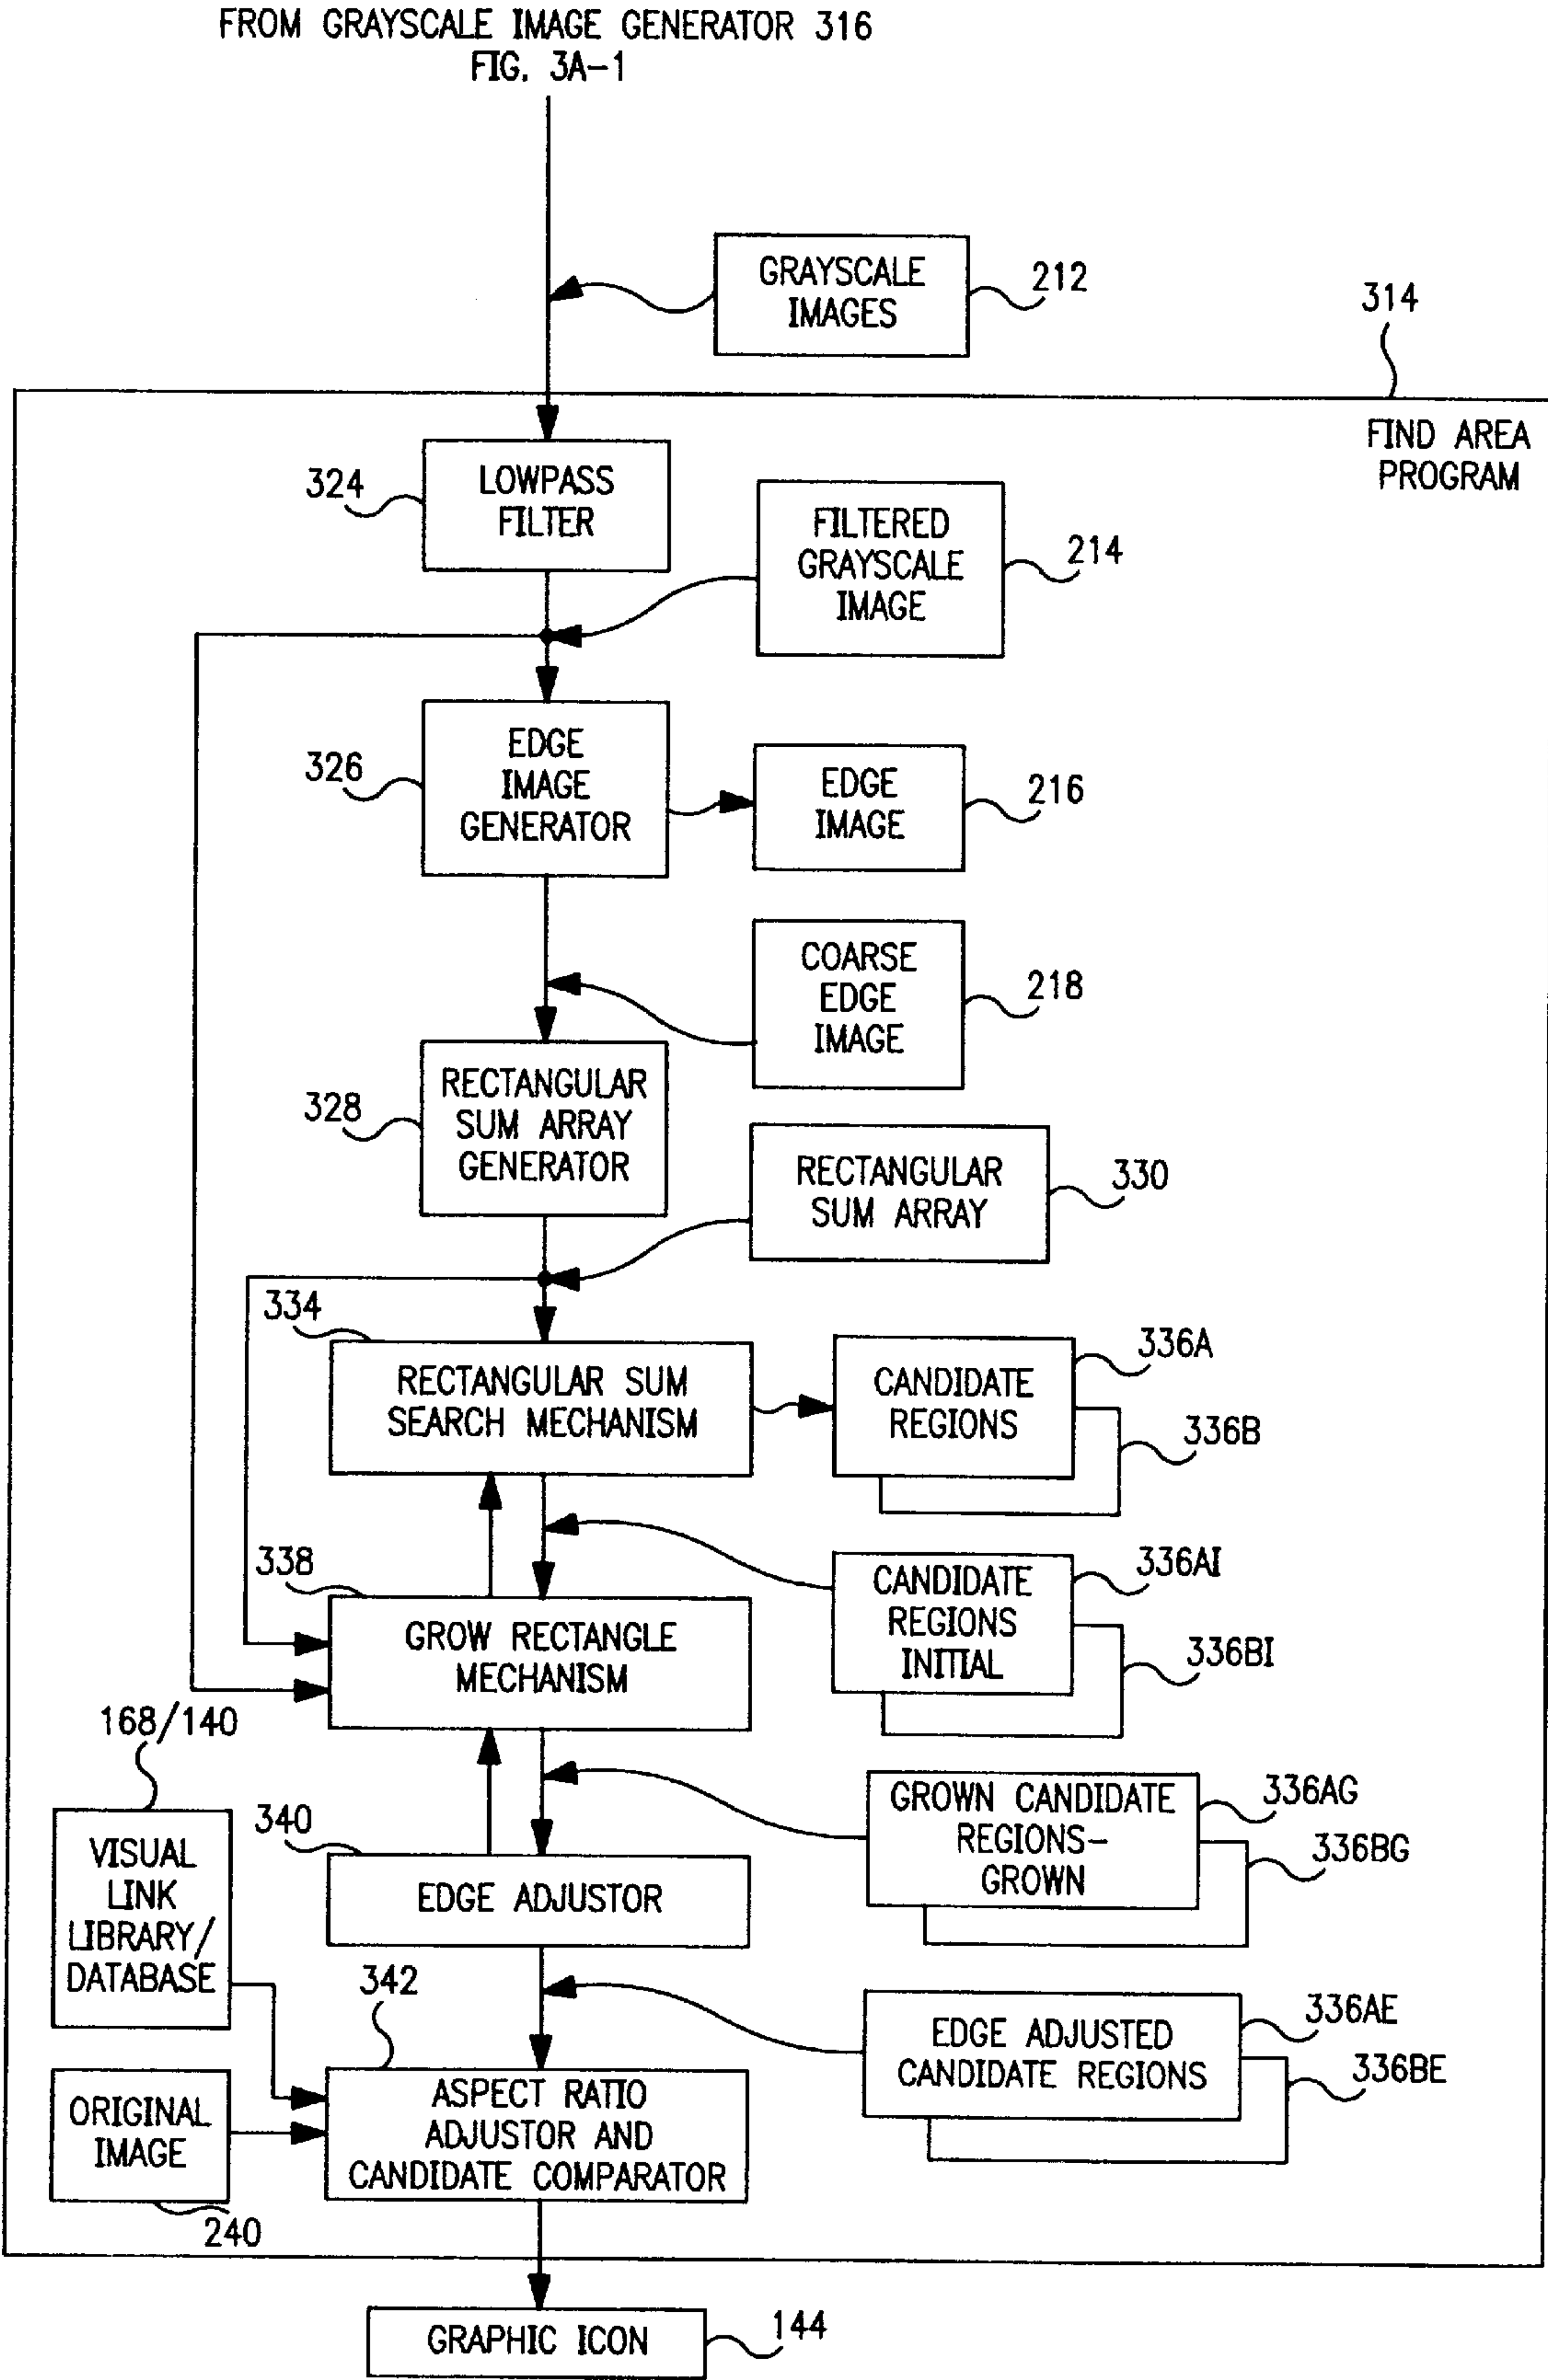 FROM GRAYSCALE IMAGE GENERATOR 316
FIG. 3A-1
GRAYSCALE
IMAGES
212
314
FIND AREA
PROGRAM
324
LOWPASS
FILTER
FILTERED
GRAYSCALE
IMAGE
214
326
EDGE
IMAGE
GENERATOR
EDGE
IMAGE
216
COARSE
EDGE
IMAGE
218
328
RECTANGULAR
SUM ARRAY
GENERATOR
RECTANGULAR
SUM ARRAY
330
334
RECTANGULAR SUM
SEARCH MECHANISM
CANDIDATE
REGIONS
336A
336B
338
GROW RECTANGLE
MECHANISM
CANDIDATE
REGIONS
INITIAL
336AI
336BI
168/140
VISUAL
LINK
LIBRARY/
DATABASE
340
EDGE ADJUSTOR
GROWN CANDIDATE
REGIONS-
GROWN
336AG
336BG
342
ASPECT RATIO
ADJUSTOR AND
CANDIDATE COMPARATOR
EDGE ADJUSTED
CANDIDATE REGIONS
336AE
336BE
ORIGINAL
IMAGE
240
GRAPHIC ICON
144